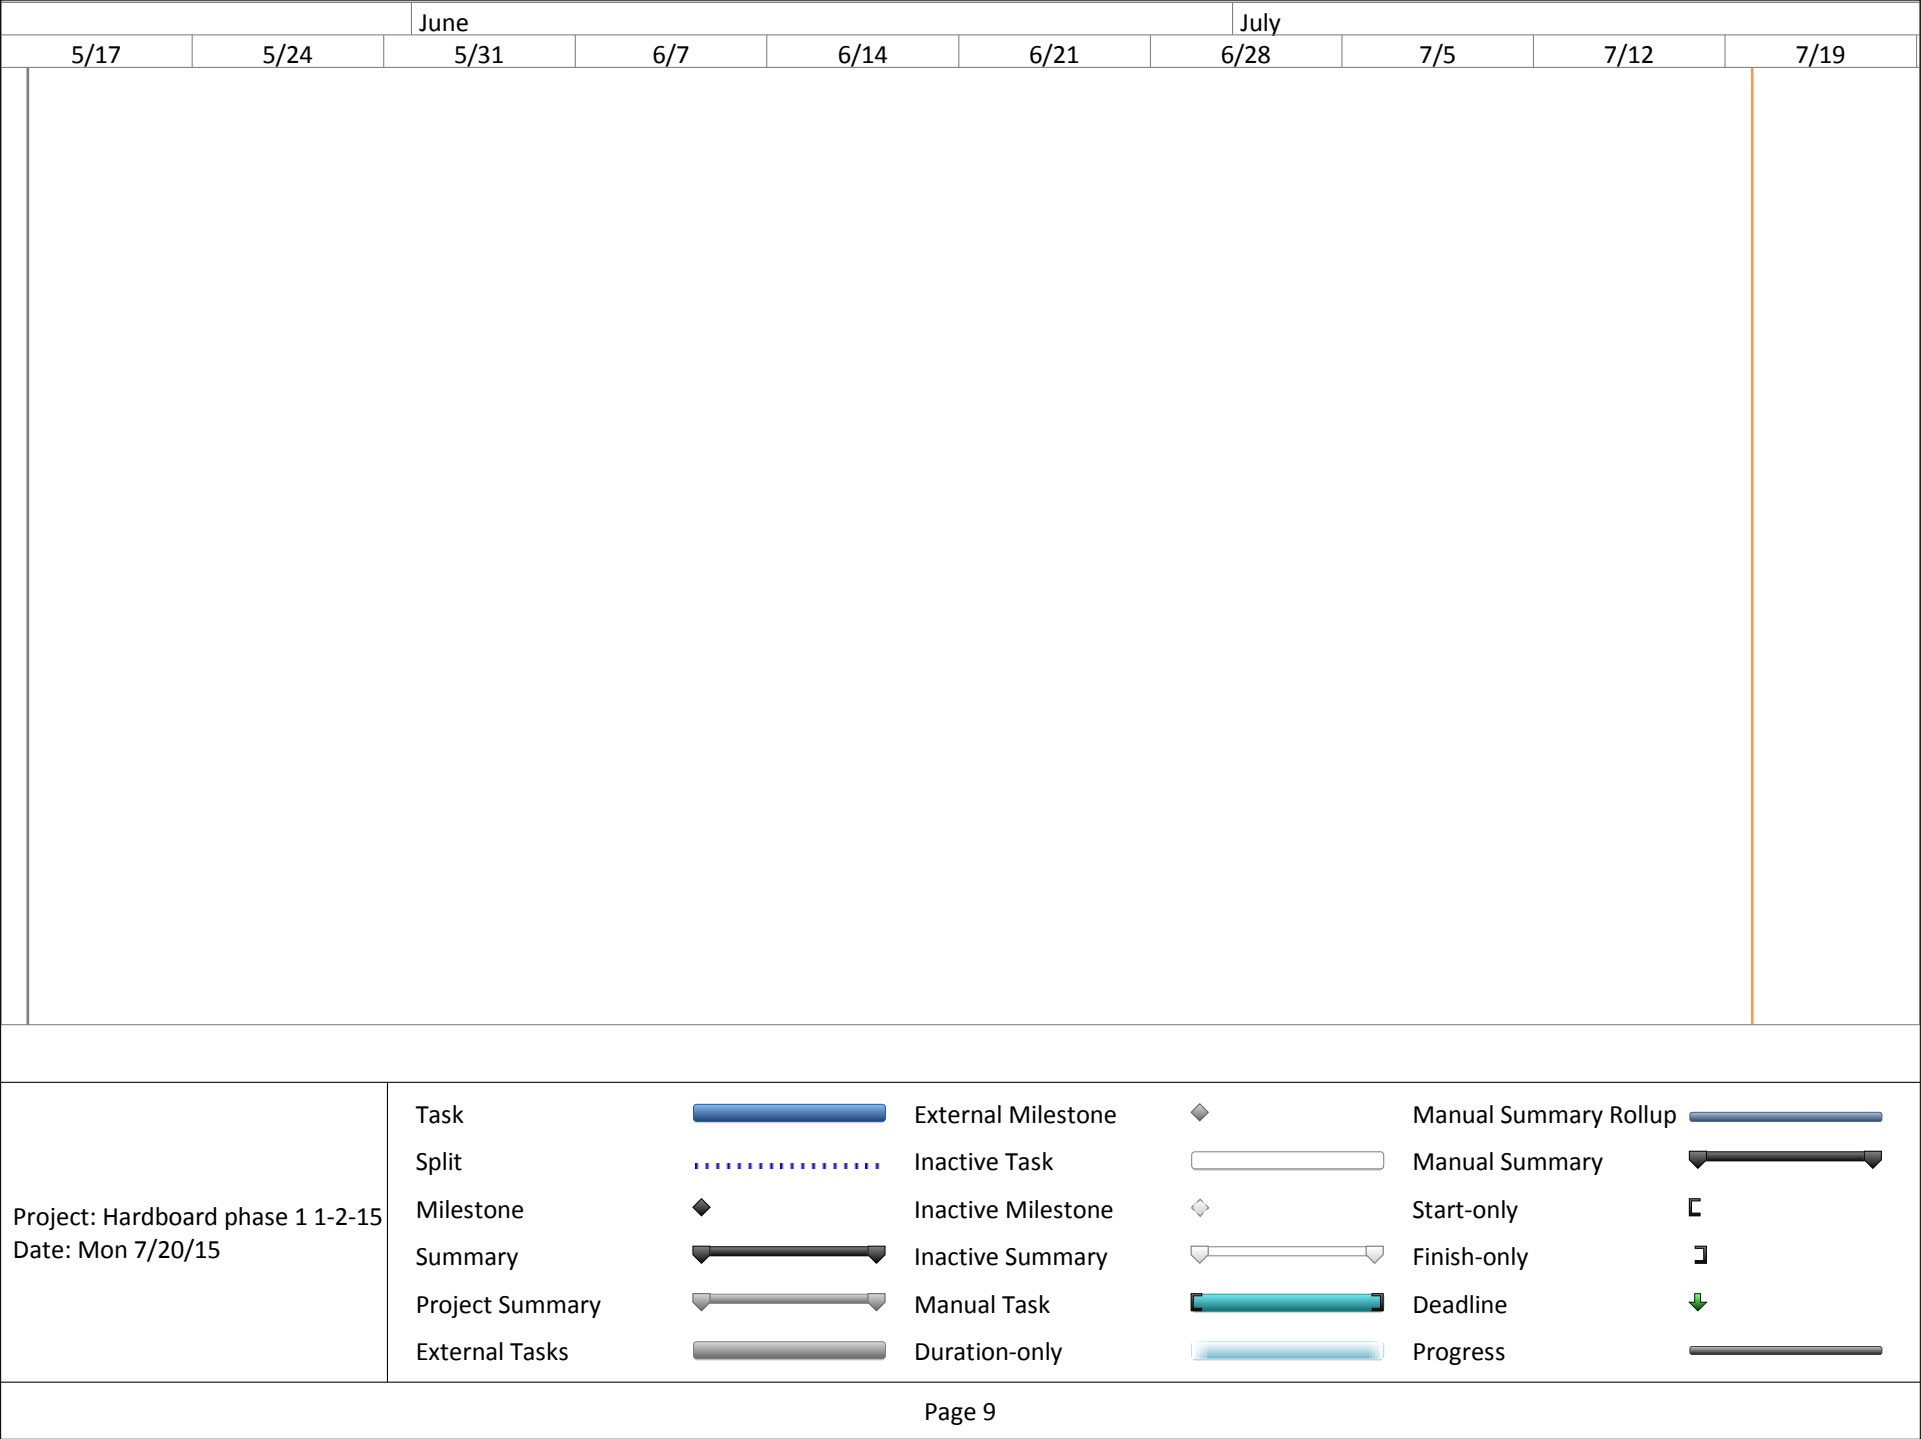 June July
5/17 5/24 5/31 6/7 6/14 6/21 6/28 7/5 7/12 7/19
Project: Hardboard phase 1 1-2-15
Date: Mon 7/20/15
Task
Split
Milestone
Summary
Project Summary
External Tasks
External Milestone
Inactive Task
Inactive Milestone
Inactive Summary
Manual Task
Duration-only
Manual Summary Rollup
Manual Summary
Start-only
Finish-only
Deadline
Progress
Page 9